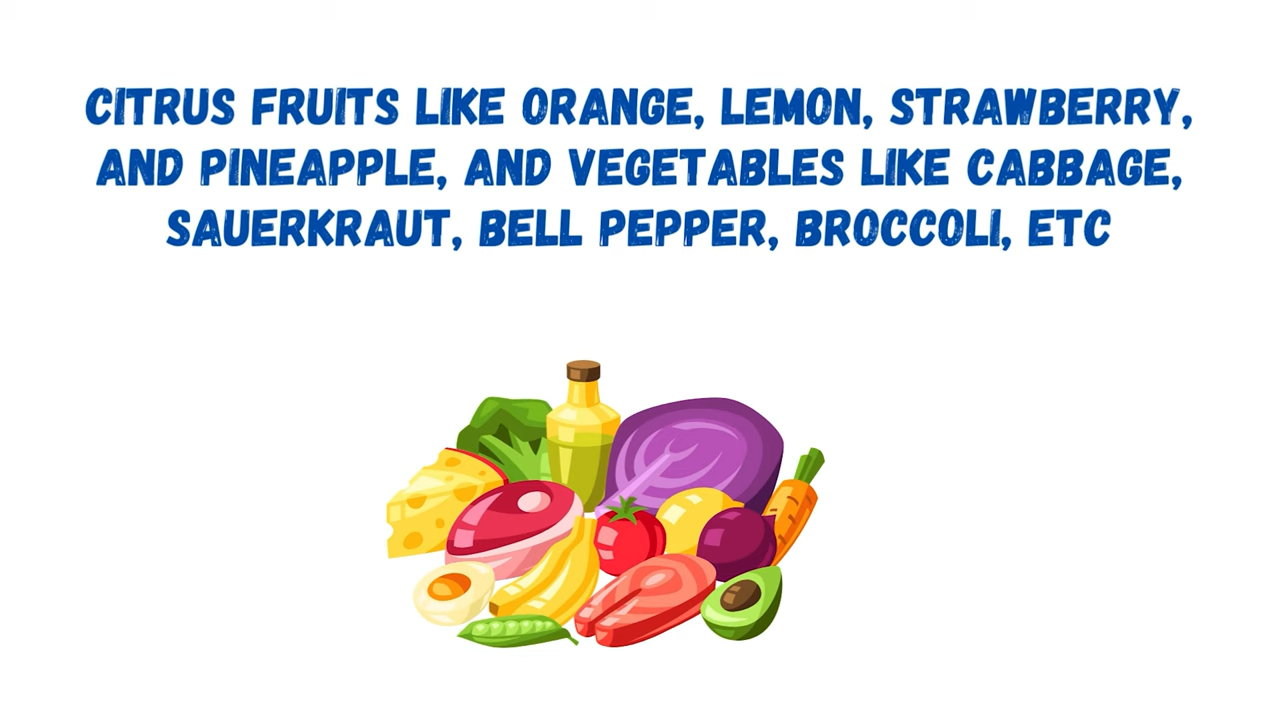 CITRUS FRUITS LIKE ORANGE, LEMON, STRAWBERRY,
AND PINEAPPLE, AND VEGETABLES LIKE CABBAGE,
SAUERKRAUT, BELL PEPPER, BROCCOLI, ETC